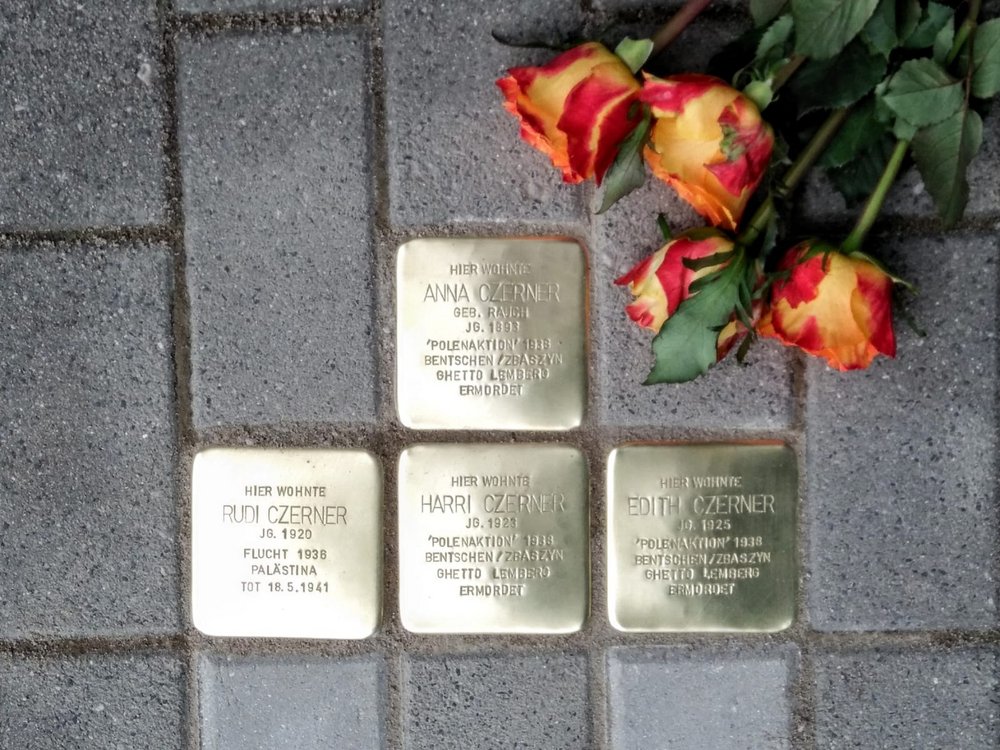 HIER WOHNTE
ANNA CZERNER
GEB. RAJCH
JG. 1893
'POLENAKTION' 1938
BENTSCHEN/ZBASZYN
GHETTO LEMBERG
ERMORDET
HIER WOHNTE
RUDI CZERNER
JG. 1920
FLUCHT 1936
PALÄSTINA
TOT 18.5.1941
HIER WOHNTE
HARRI CZERNER
JG. 1923
'POLENAKTION' 1938
BENTSCHEN/ZBASZYN
GHETTO LEMBERG
ERMORDET
HIER WOHNTE
EDITH CZERNER
JG. 1925
'POLENAKTION' 1938
BENTSCHEN/ZBASZYN
GHETTO LEMBERG
ERMORDET